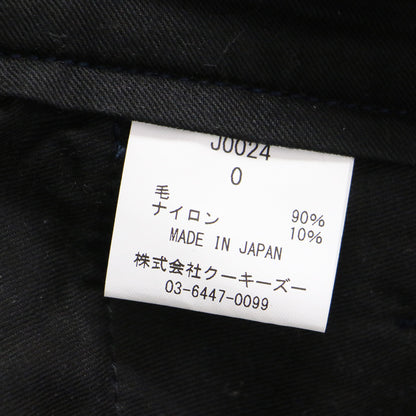 J0024
0
毛 90%
ナイロン 10%
MADE IN JAPAN
株式会社クーキーズー
03-6447-0099